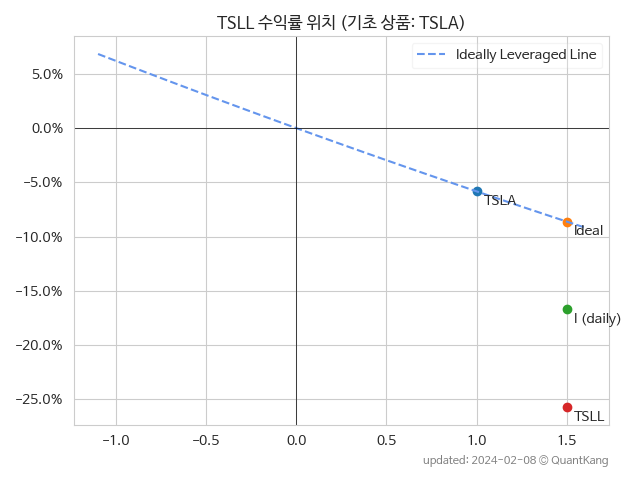 TSLL 수익률 위치 (기초 상품: TSLA)
Ideally Leveraged Line
5.0%
0.0%
−5.0%
−10.0%
−15.0%
−20.0%
−25.0%
TSLA
Ideal
I (daily)
TSLL
−1.0 −0.5 0.0 0.5 1.0 1.5
updated: 2024-02-08 © QuantKang